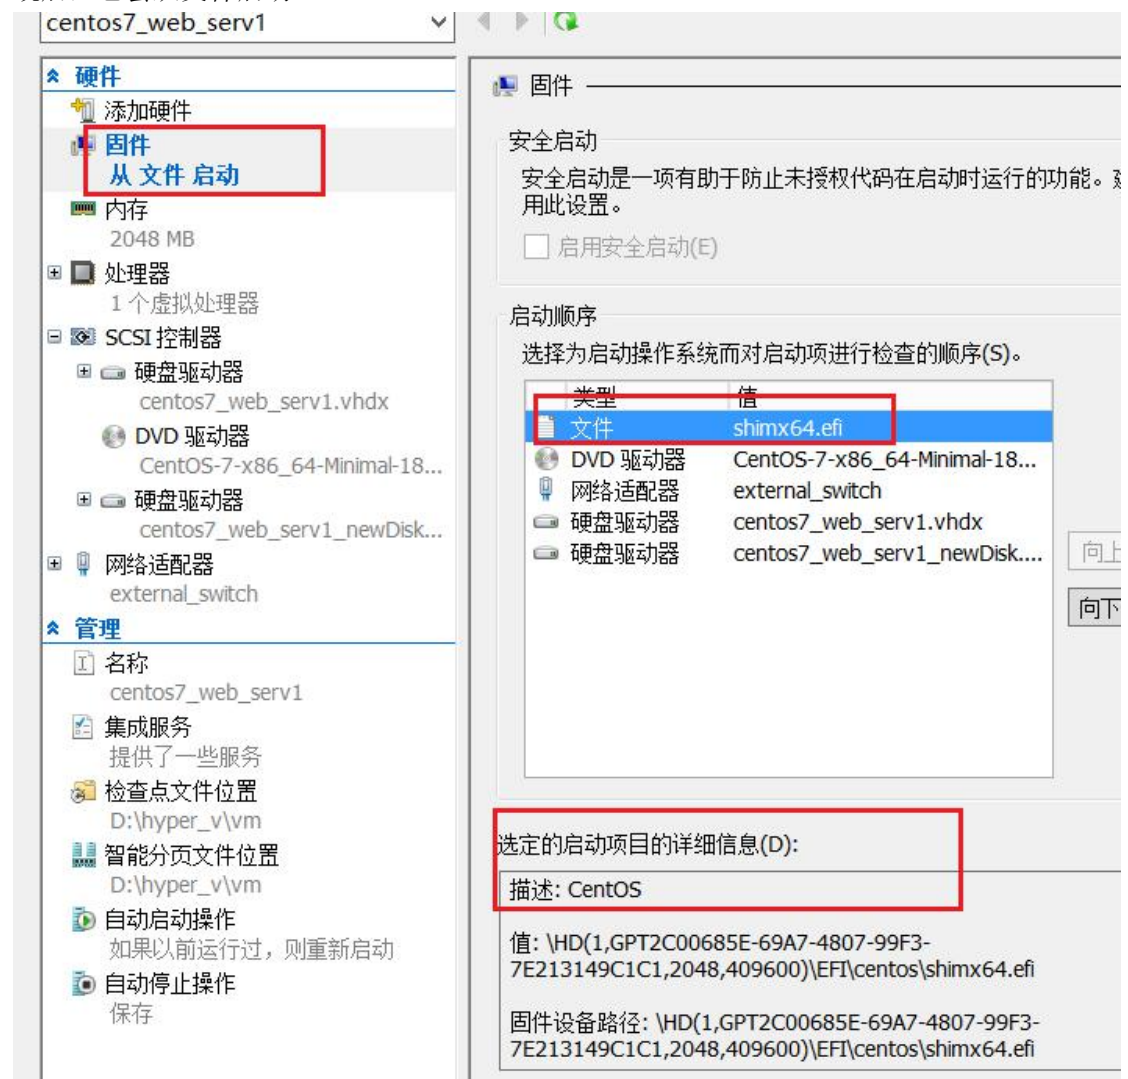 centos7_web_serv1
硬件
添加硬件
固件
从 文件 启动
内存
2048 MB
处理器
1 个虚拟处理器
SCSI 控制器
硬盘驱动器
centos7_web_serv1.vhdx
DVD 驱动器
CentOS-7-x86_64-Minimal-18...
硬盘驱动器
centos7_web_serv1_newDisk...
网络适配器
external_switch
管理
名称
centos7_web_serv1
集成服务
提供了一些服务
检查点文件位置
D:\hyper_v\vm
智能分页文件位置
D:\hyper_v\vm
自动启动操作
如果以前运行过，则重新启动
自动停止操作
保存
固件
安全启动
安全启动是一项有助于防止未授权代码在启动时运行的功能。
用此设置。
启用安全启动(E)
启动顺序
选择为启动操作系统而对启动项进行检查的顺序(S)。
类型 值
文件 shimx64.efi
DVD 驱动器 CentOS-7-x86_64-Minimal-18...
网络适配器 external_switch
硬盘驱动器 centos7_web_serv1.vhdx
硬盘驱动器 centos7_web_serv1_newDisk....
向上
向下
选定的启动项目的详细信息(D):
描述: CentOS
值: \HD(1,GPT2C00685E-69A7-4807-99F3-
7E213149C1C1,2048,409600)\EFI\centos\shimx64.efi
固件设备路径: \HD(1,GPT2C00685E-69A7-4807-99F3-
7E213149C1C1,2048,409600)\EFI\centos\shimx64.efi